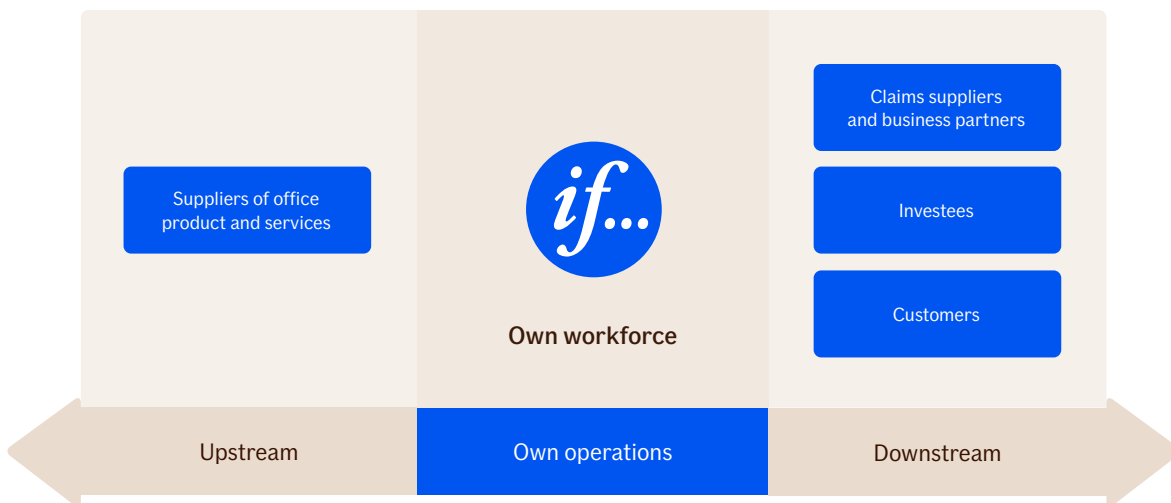 Suppliers of office
product and services
if...
Own workforce
Claims suppliers
and business partners
Investees
Customers
Upstream
Own operations
Downstream